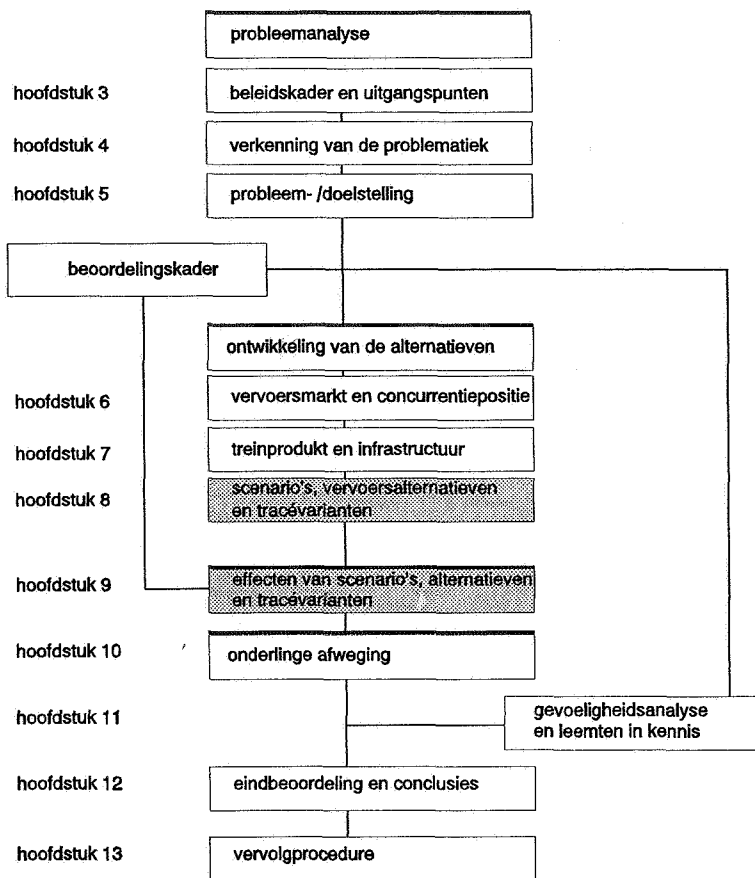 probleemanalyse
hoofdstuk 3 beleidskader en uitgangspunten
hoofdstuk 4 verkenning van de problematiek
hoofdstuk 5 probleem- /doelstelling
beoordelingskader
ontwikkeling van de alternatieven
hoofdstuk 6 vervoersmarkt en concurrentiepositie
hoofdstuk 7 treinprodukt en infrastructuur
hoofdstuk 8 scenario's, vervoersalternatieven
en tracévarianten
hoofdstuk 9 effecten van scenario's, alternatieven
en tracévarianten
hoofdstuk 10 onderlinge afweging
hoofdstuk 11 gevoeligheidsanalyse
en leemten in kennis
hoofdstuk 12 eindbeoordeling en conclusies
hoofdstuk 13 vervolgprocedure